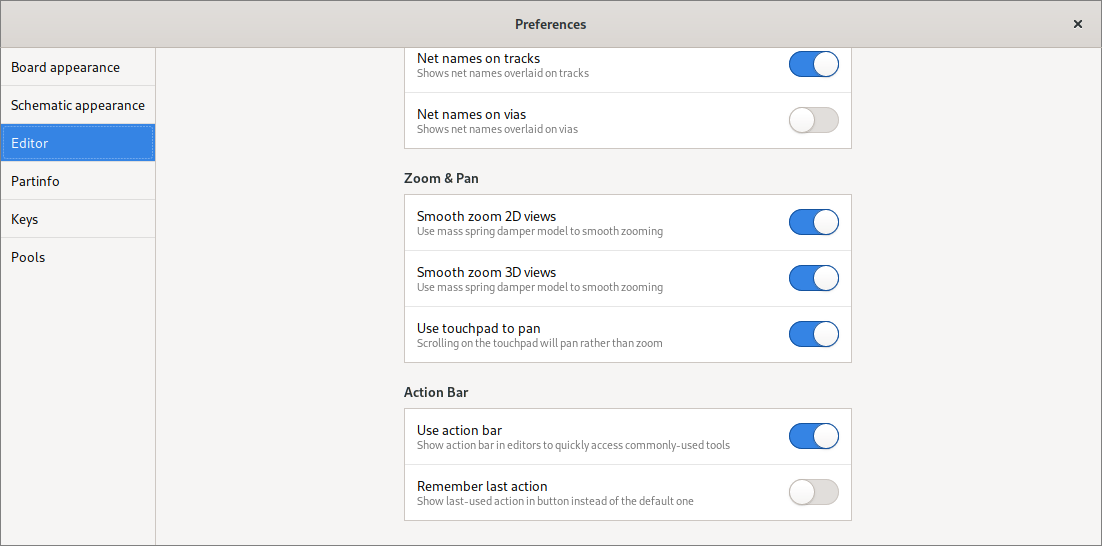 Preferences
Board appearance
Schematic appearance
Editor
Partinfo
Keys
Pools
Net names on tracks
Shows net names overlaid on tracks
Net names on vias
Shows net names overlaid on vias
Zoom & Pan
Smooth zoom 2D views
Use mass spring damper model to smooth zooming
Smooth zoom 3D views
Use mass spring damper model to smooth zooming
Use touchpad to pan
Scrolling on the touchpad will pan rather than zoom
Action Bar
Use action bar
Show action bar in editors to quickly access commonly-used tools
Remember last action
Show last-used action in button instead of the default one